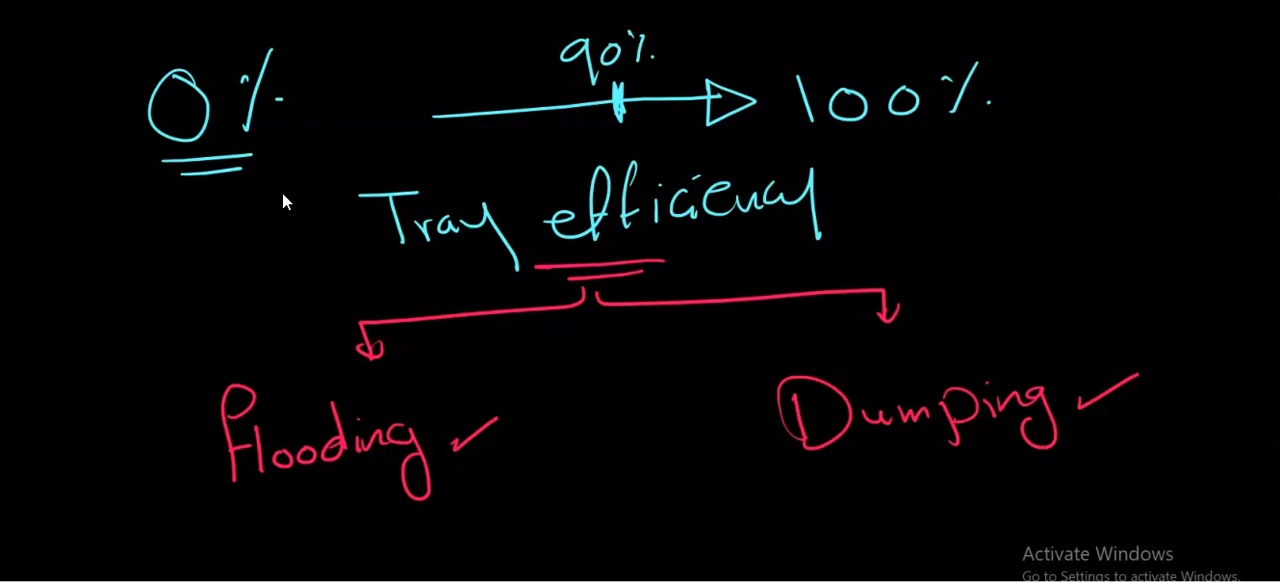 90%
0% 100%
Tray efficiency
Flooding
Dumping
Activate Windows
Go to Settings to activate Windows.